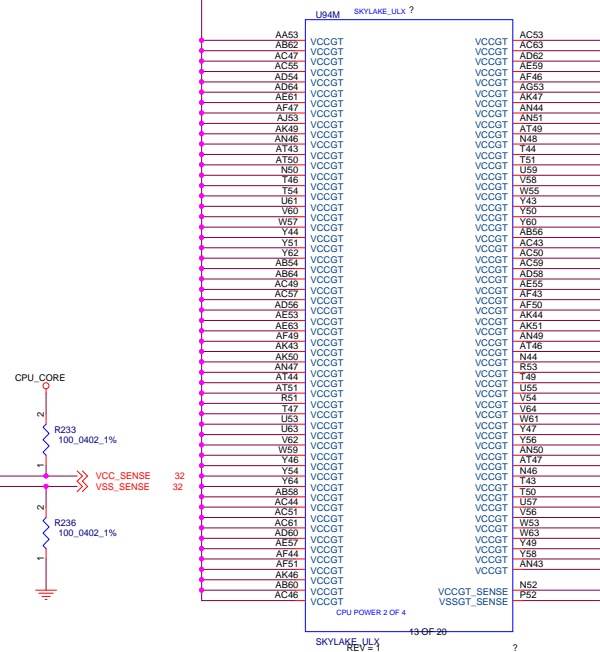 U94M SKYLAKE_ULX ?
AA53 VCCGT VCCGT AC53
AB62 VCCGT VCCGT AC63
AC47 VCCGT VCCGT AD62
AC55 VCCGT VCCGT AE59
AD54 VCCGT VCCGT AF46
AD64 VCCGT VCCGT AG53
AE61 VCCGT VCCGT AK47
AF47 VCCGT VCCGT AN44
AJ53 VCCGT VCCGT AN51
AK49 VCCGT VCCGT AT49
AN46 VCCGT VCCGT N48
AT43 VCCGT VCCGT T44
AT50 VCCGT VCCGT T51
N50 VCCGT VCCGT U59
T46 VCCGT VCCGT V58
T54 VCCGT VCCGT W55
U61 VCCGT VCCGT Y43
V60 VCCGT VCCGT Y50
W57 VCCGT VCCGT Y60
Y44 VCCGT VCCGT AB56
Y51 VCCGT VCCGT AC43
Y62 VCCGT VCCGT AC50
AB54 VCCGT VCCGT AC59
AB64 VCCGT VCCGT AD58
AC49 VCCGT VCCGT AE55
AC57 VCCGT VCCGT AF43
AD56 VCCGT VCCGT AF50
AE53 VCCGT VCCGT AK44
AE63 VCCGT VCCGT AK51
AF49 VCCGT VCCGT AN49
AK43 VCCGT VCCGT AT46
AK50 VCCGT VCCGT N44
AN47 VCCGT VCCGT R53
AT44 VCCGT VCCGT T49
AT51 VCCGT VCCGT U55
R51 VCCGT VCCGT V54
T47 VCCGT VCCGT V64
U53 VCCGT VCCGT W61
U63 VCCGT VCCGT Y47
V62 VCCGT VCCGT Y56
W59 VCCGT VCCGT AN50
Y46 VCCGT VCCGT AT47
Y54 VCCGT VCCGT N46
Y64 VCCGT VCCGT T43
AB58 VCCGT VCCGT T50
AC44 VCCGT VCCGT U57
AC51 VCCGT VCCGT V56
AC61 VCCGT VCCGT W53
AD60 VCCGT VCCGT W63
AE57 VCCGT VCCGT Y49
AF44 VCCGT VCCGT Y58
AF51 VCCGT VCCGT AN43
AK46 VCCGT
AB60 VCCGT VCCGT_SENSE N52
AC46 VCCGT VSSGT_SENSE P52
CPU POWER 2 OF 4
13 OF 20
SKYLAKE_ULX
REV = 1 ?
CPU_CORE
2
R233
100_0402_1%
1
VCC_SENSE 32
VSS_SENSE 32
2
R236
100_0402_1%
1